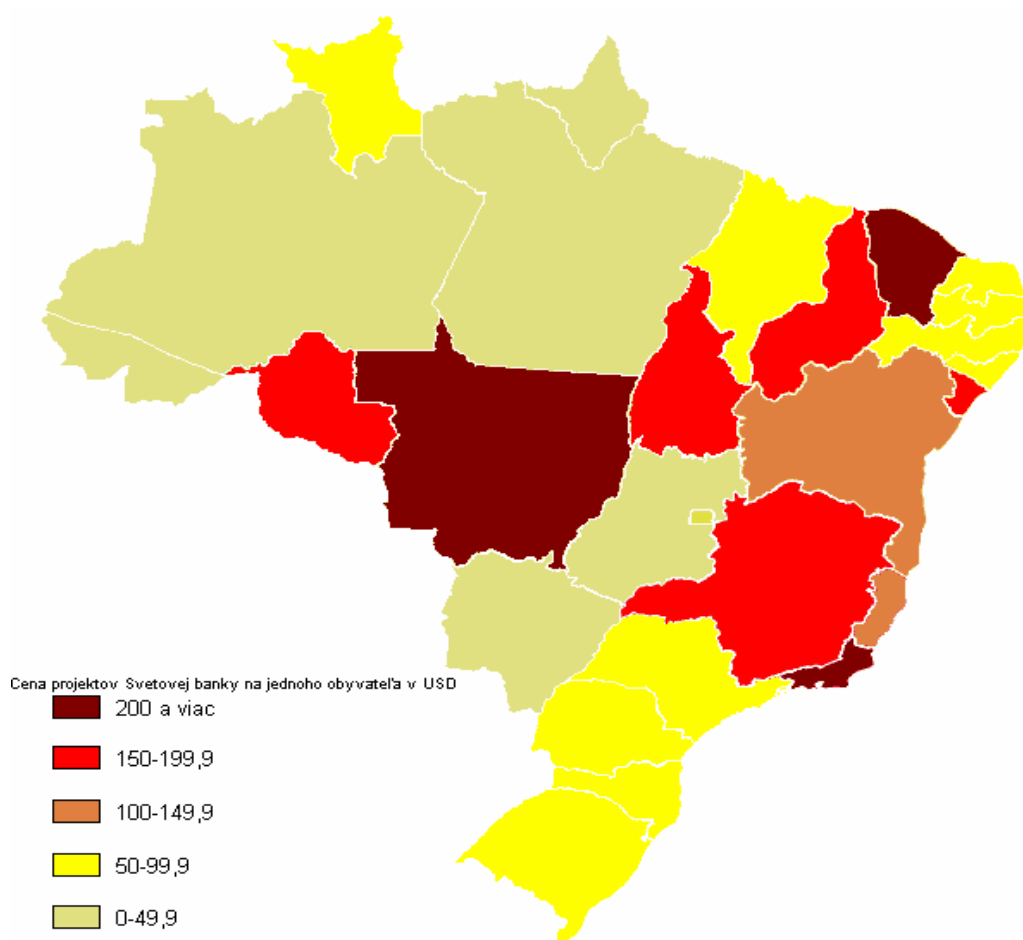 Cena projektov Svetovej banky na jednoho obyvateľa v USD
200 a viac
150-199,9
100-149,9
50-99,9
0-49,9